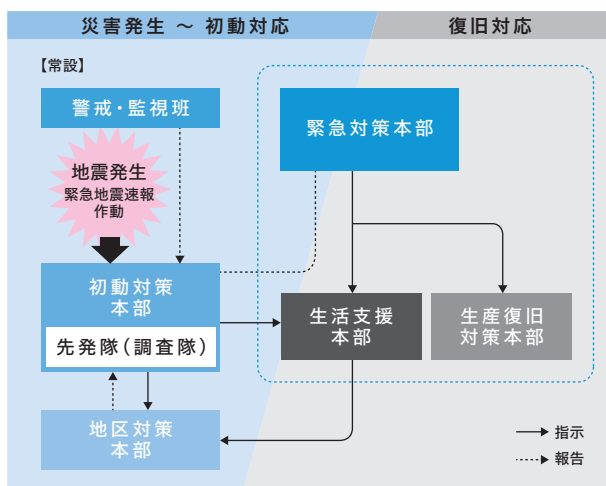 災害発生 ～ 初動対応
復旧対応
【常設】
警戒・監視班
緊急対策本部
地震発生
緊急地震速報
作動
初動対策
本部
先発隊（調査隊）
生活支援
本部
生産復旧
対策本部
地区対策
本部
指示
報告